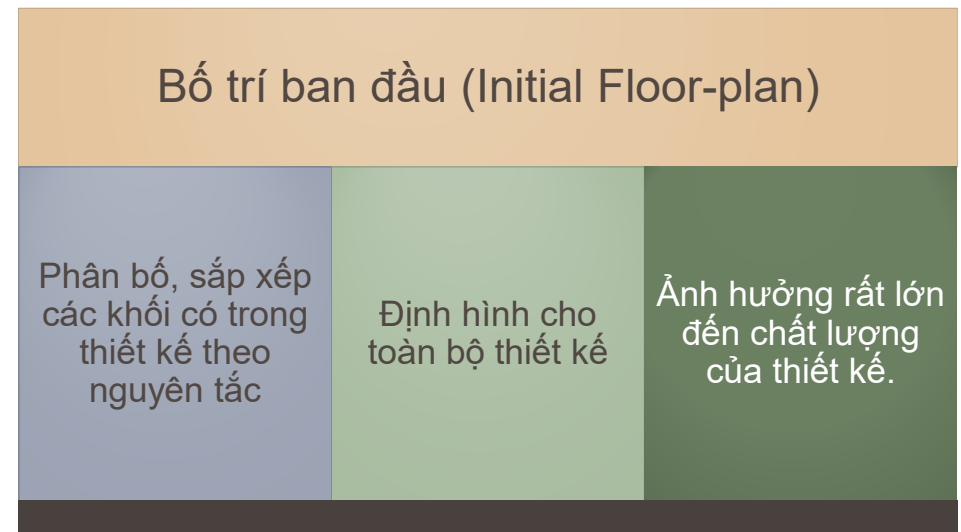 Bố trí ban đầu (Initial Floor-plan)
Phân bố, sắp xếp
các khối có trong
thiết kế theo
nguyên tắc
Định hình cho
toàn bộ thiết kế
Ảnh hưởng rất lớn
đến chất lượng
của thiết kế.